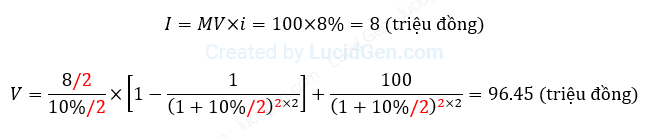 I = MV×i = 100×8% = 8 (triệu đồng)
Created by LucidGen.com
V = 8/2 / 10%/2 × [1 − 1 / (1 + 10%/2)^2×2] + 100 / (1 + 10%/2)^2×2 = 96.45 (triệu đồng)